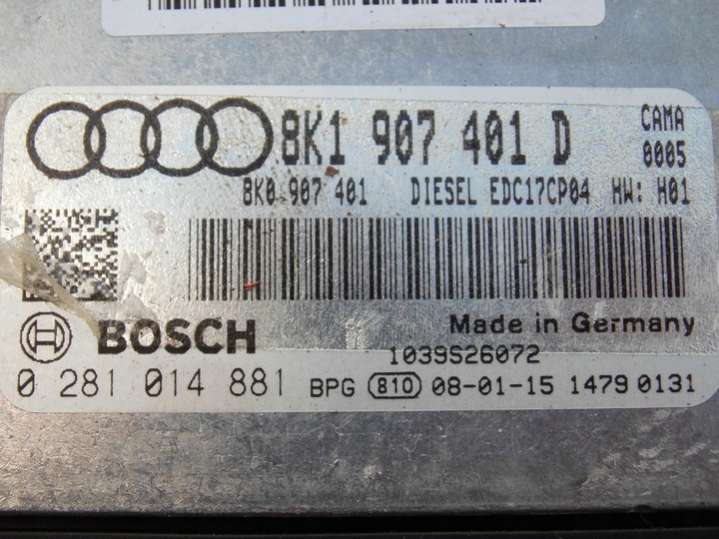 8K1 907 401 D CAMA
0005
8K0 907 401 DIESEL EDC17CP04 HW: H01
BOSCH Made in Germany
1039S26072
0 281 014 881 BPG 810 08-01-15 1479 0131